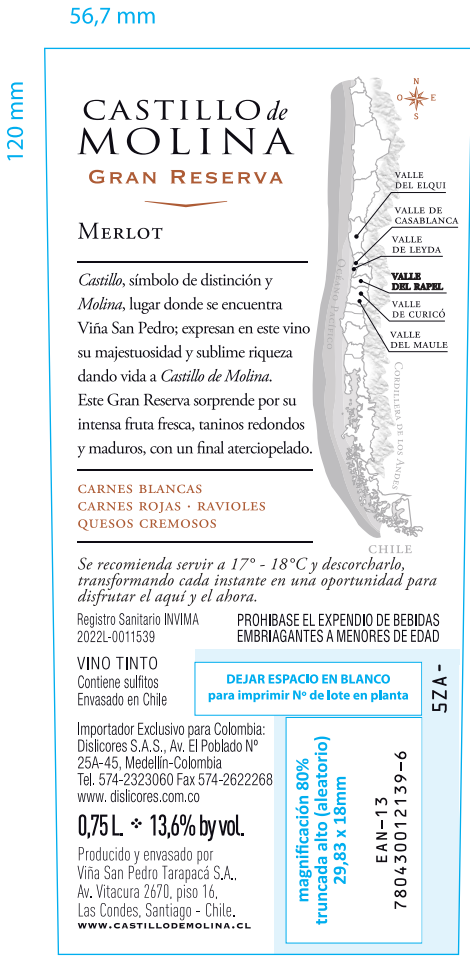 56,7 mm
120 mm
CASTILLO de
MOLINA
GRAN RESERVA
MERLOT
Castillo, símbolo de distinción y
Molina, lugar donde se encuentra
Viña San Pedro; expresan en este vino
su majestuosidad y sublime riqueza
dando vida a Castillo de Molina.
Este Gran Reserva sorprende por su
intensa fruta fresca, taninos redondos
y maduros, con un final aterciopelado.
CARNES BLANCAS
CARNES ROJAS · RAVIOLES
QUESOS CREMOSOS
N
O E
S
VALLE
DEL ELQUI
VALLE DE
CASABLANCA
VALLE
DE LEYDA
VALLE
DEL RAPEL
VALLE
DE CURICÓ
VALLE
DEL MAULE
Océano Pacífico
CORDILLERA DE LOS ANDES
CHILE
Se recomienda servir a 17° - 18°C y descorcharlo,
transformando cada instante en una oportunidad para
disfrutar el aquí y el ahora.
Registro Sanitario INVIMA
2022L-0011539
PROHIBASE EL EXPENDIO DE BEBIDAS
EMBRIAGANTES A MENORES DE EDAD
VINO TINTO
Contiene sulfitos
Envasado en Chile
DEJAR ESPACIO EN BLANCO
para imprimir Nº de lote en planta
5ZA-
Importador Exclusivo para Colombia:
Dislicores S.A.S., Av. El Poblado Nº
25A-45, Medellín-Colombia
Tel. 574-2323060 Fax 574-2622268
www. dislicores.com.co
0,75 L. 13,6% by vol.
Producido y envasado por
Viña San Pedro Tarapacá S.A.,
Av. Vitacura 2670, piso 16,
Las Condes, Santiago - Chile.
WWW.CASTILLODEMOLINA.CL
magnificación 80%
truncada alto (aleatorio)
29,83 x 18mm
EAN-13
780430012139-6